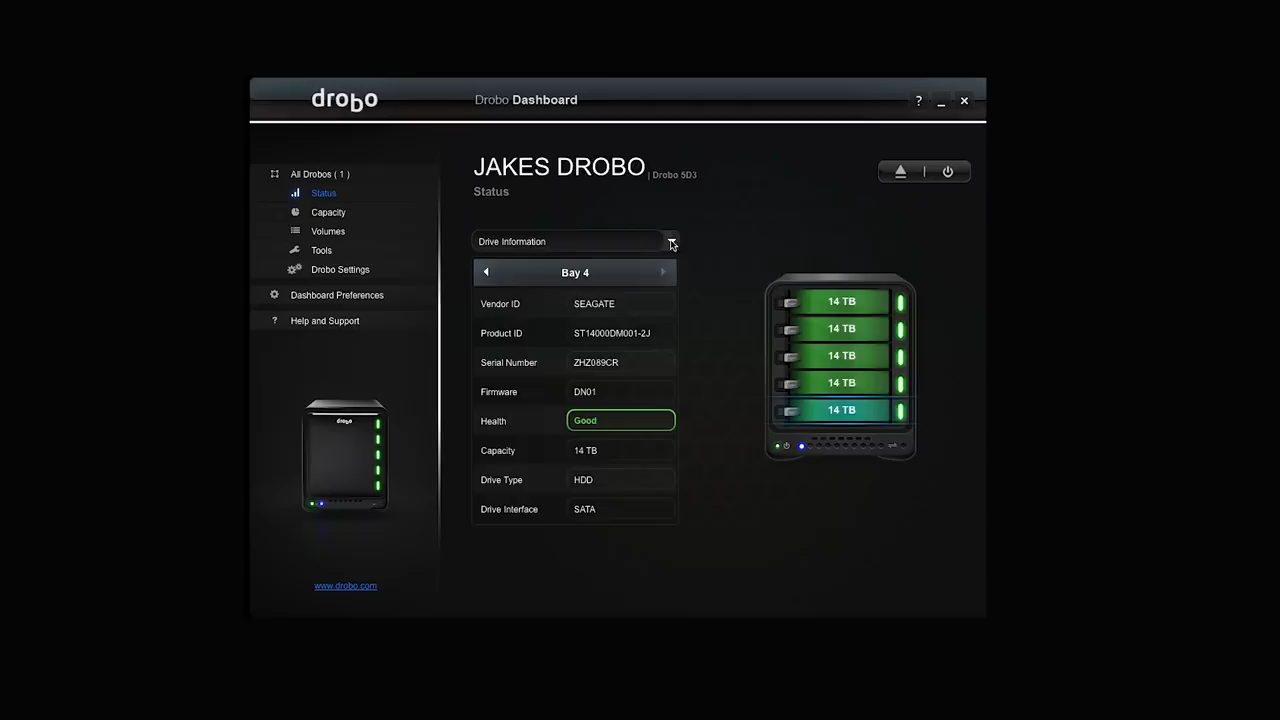 drobo
Drobo Dashboard
?
All Drobos ( 1 )
Status
Capacity
Volumes
Tools
Drobo Settings
Dashboard Preferences
? Help and Support
drobo
www.drobo.com
JAKES DROBO | Drobo 5D3
Status
Drive Information
Bay 4
Vendor ID SEAGATE
Product ID ST14000DM001-2J
Serial Number ZHZ089CR
Firmware DN01
Health Good
Capacity 14 TB
Drive Type HDD
Drive Interface SATA
14 TB
14 TB
14 TB
14 TB
14 TB